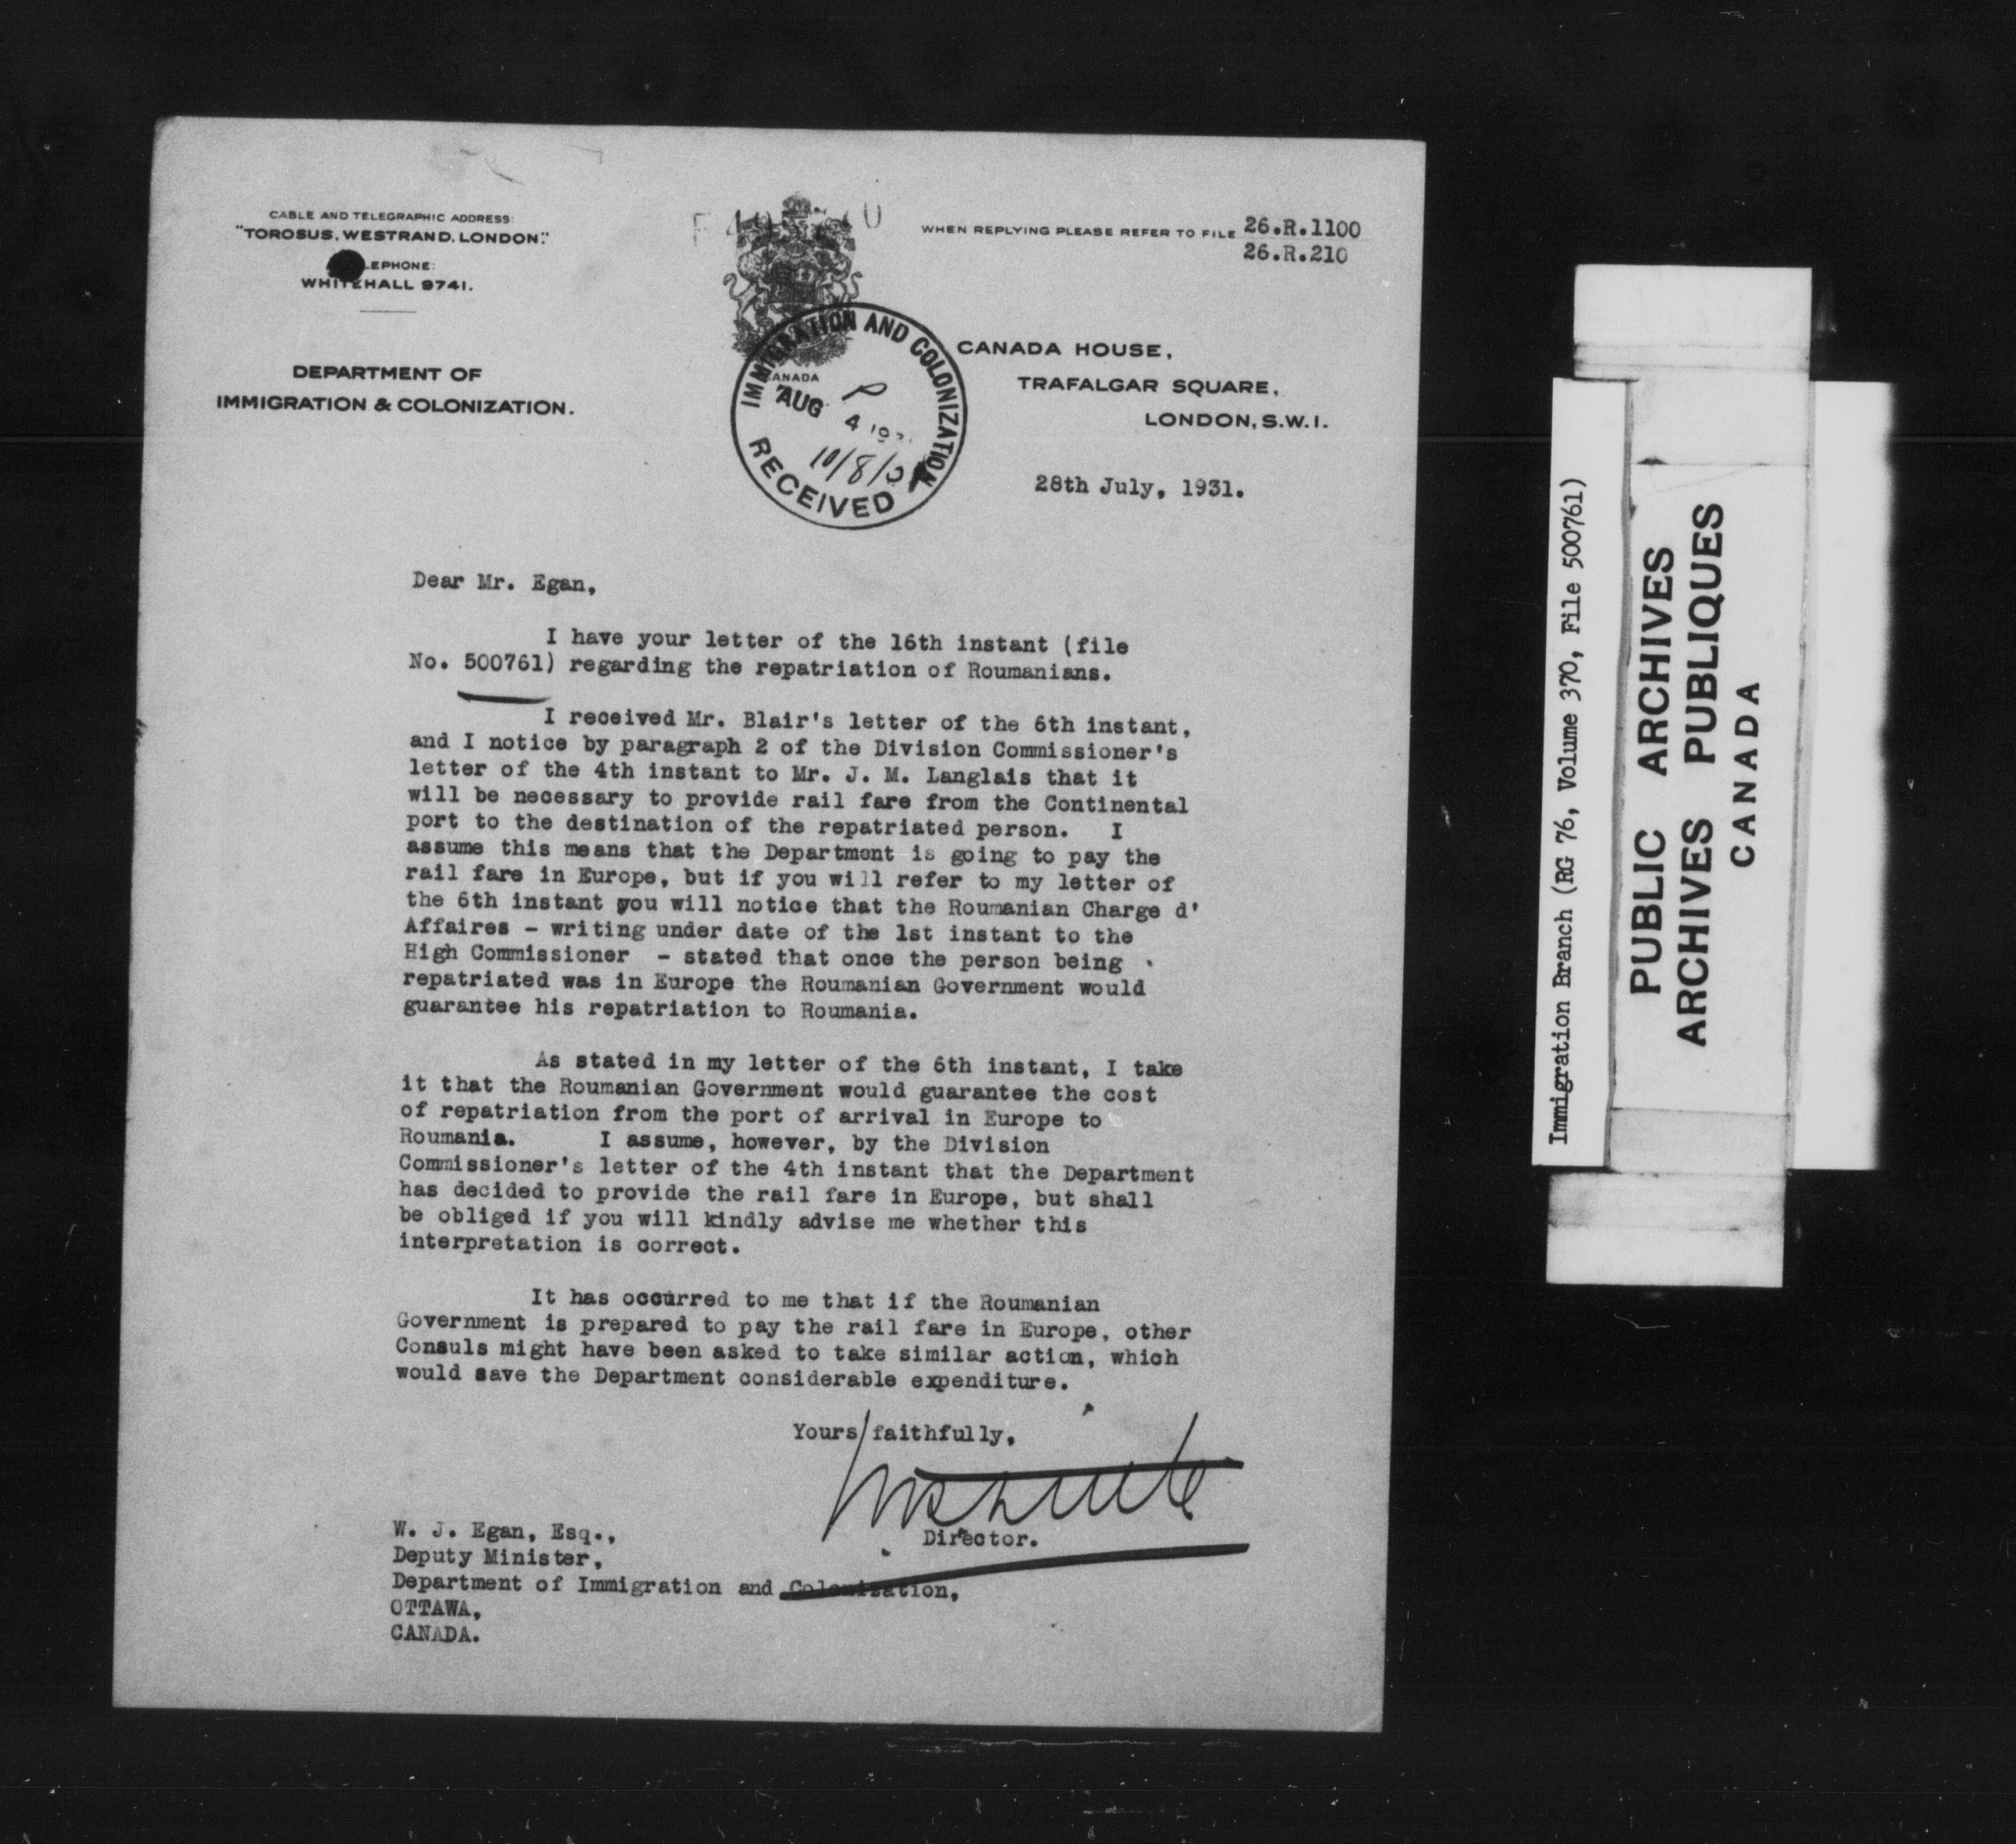 CABLE AND TELEGRAPHIC ADDRESS:
"TOROSUS, WESTRAND, LONDON."
LEPHONE:
WHITEHALL 9741.
DEPARTMENT OF
IMMIGRATION & COLONIZATION.
CANADA
IMMIGRATION AND COLONIZATION
AUG 4
10/8/3
RECEIVED
WHEN REPLYING PLEASE REFER TO FILE 26.R.1100
26.R.210
CANADA HOUSE,
TRAFALGAR SQUARE,
LONDON, S.W.1.
28th July, 1931.
Dear Mr. Egan,
I have your letter of the 16th instant (file
No. 500761) regarding the repatriation of Roumanians.
I received Mr. Blair's letter of the 6th instant,
and I notice by paragraph 2 of the Division Commissioner's
letter of the 4th instant to Mr. J. M. Langlais that it
will be necessary to provide rail fare from the Continental
port to the destination of the repatriated person. I
assume this means that the Department is going to pay the
rail fare in Europe, but if you will refer to my letter of
the 6th instant you will notice that the Roumanian Charge d'
Affaires - writing under date of the 1st instant to the
High Commissioner - stated that once the person being
repatriated was in Europe the Roumanian Government would
guarantee his repatriation to Roumania.
As stated in my letter of the 6th instant, I take
it that the Roumanian Government would guarantee the cost
of repatriation from the port of arrival in Europe to
Roumania. I assume, however, by the Division
Commissioner's letter of the 4th instant that the Department
has decided to provide the rail fare in Europe, but shall
be obliged if you will kindly advise me whether this
interpretation is correct.
It has occurred to me that if the Roumanian
Government is prepared to pay the rail fare in Europe, other
Consuls might have been asked to take similar action, which
would save the Department considerable expenditure.
Yours faithfully,
Director.
W. J. Egan, Esq.,
Deputy Minister,
Department of Immigration and Colonization,
OTTAWA,
CANADA.
Immigration Branch (RG 76, Volume 370, File 500761)
PUBLIC ARCHIVES
ARCHIVES PUBLIQUES
CANADA